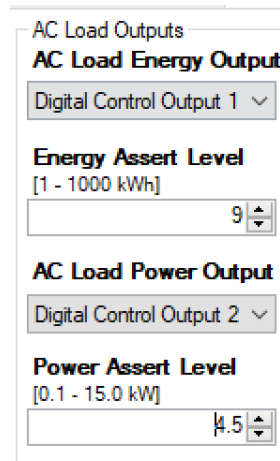 AC Load Outputs
AC Load Energy Output
Digital Control Output 1
Energy Assert Level
[1 - 1000 kWh]
9
AC Load Power Output
Digital Control Output 2
Power Assert Level
[0.1 - 15.0 kW]
4.5